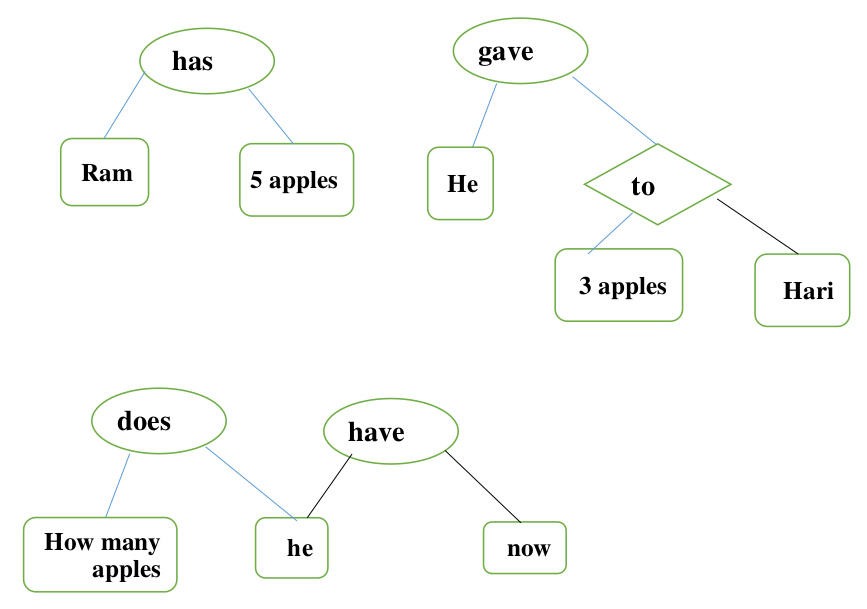 has
gave
Ram
5 apples
He
to
3 apples
Hari
does
have
How many
apples
he
now